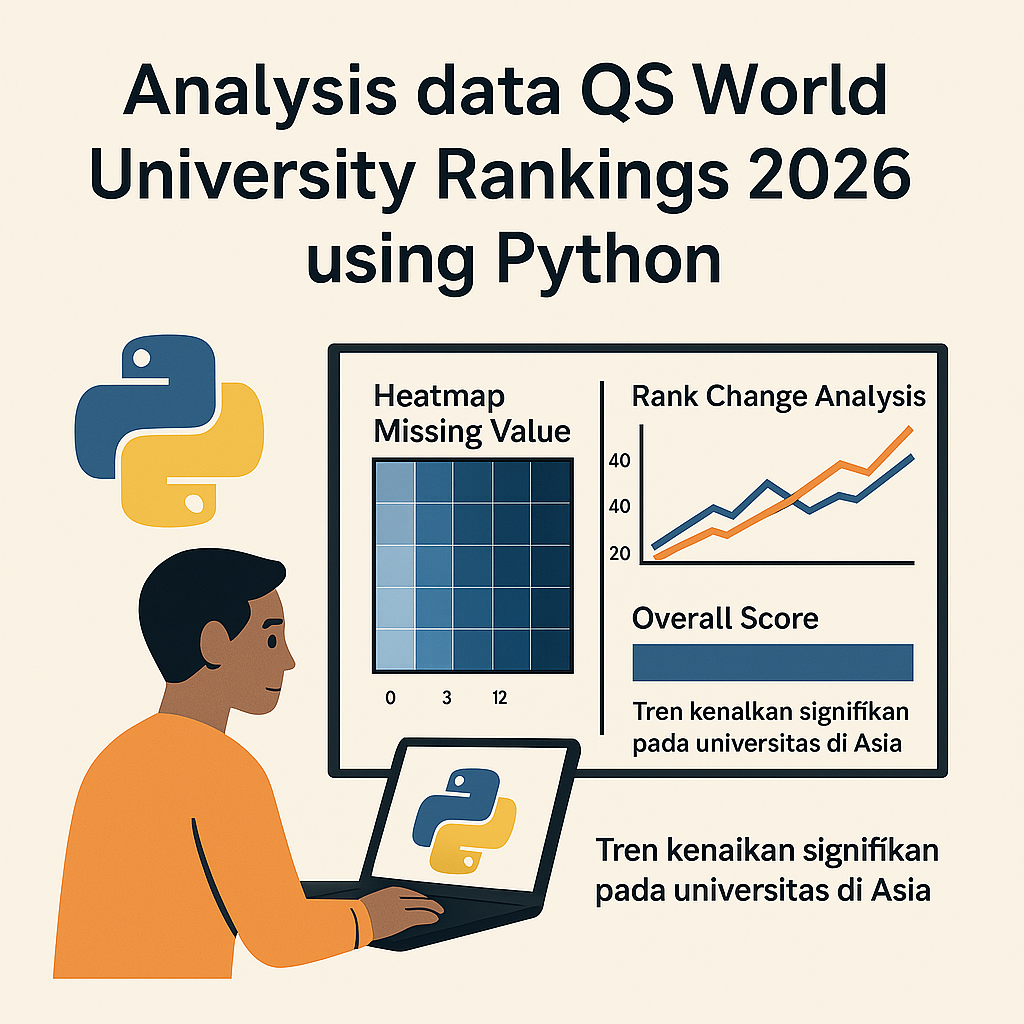 Analysis data QS World
University Rankings 2026
using Python
Heatmap
Missing Value
0 3 12
Rank Change Analysis
40
40
20
Overall Score
Tren kenalkan signifikan
pada universitas di Asia
Tren kenaikan signifikan
pada universitas di Asia